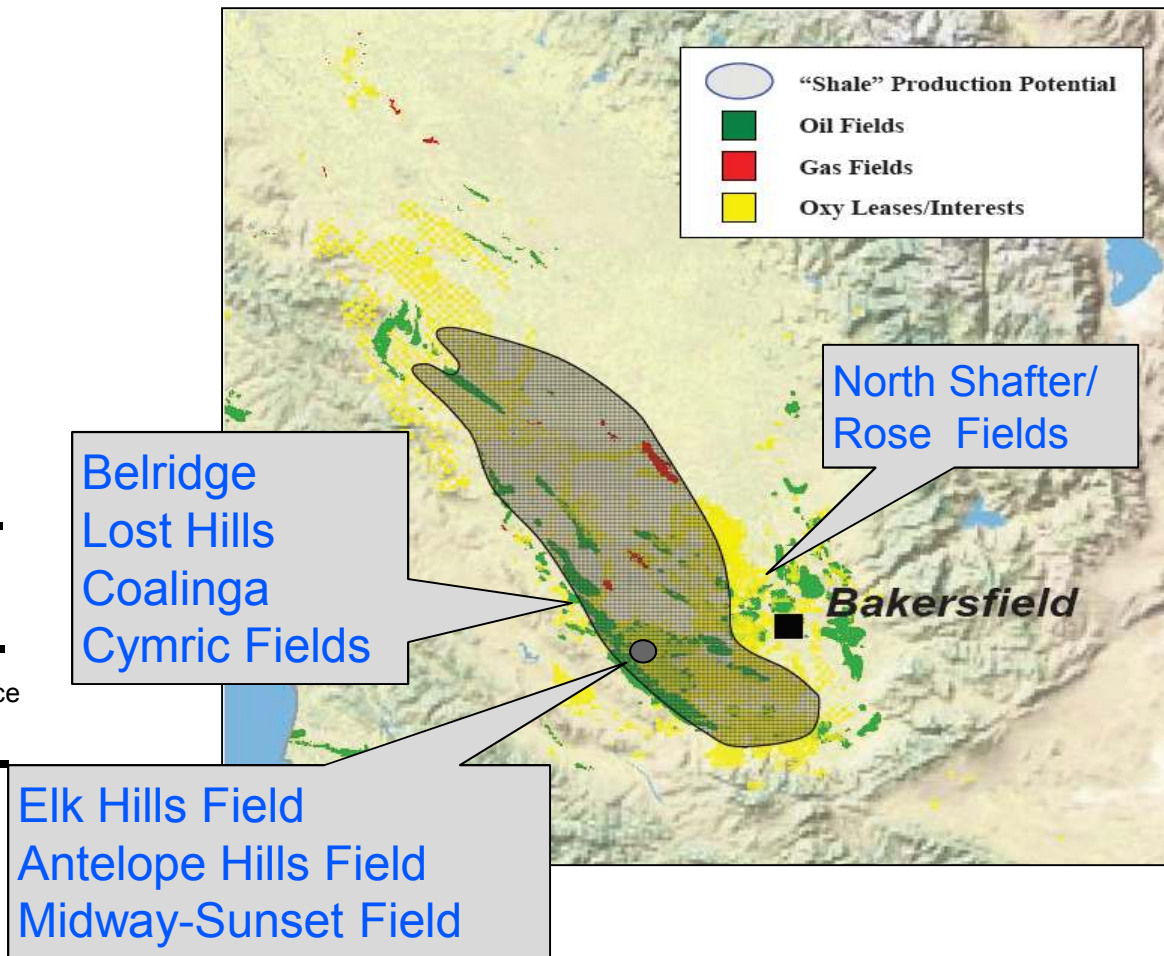 “Shale” Production Potential
Oil Fields
Gas Fields
Oxy Leases/Interests
North Shafter/
Rose  Fields
Belridge
Lost Hills
Coalinga
Cymric Fields
Bakersfield
ce
Elk Hills Field
Antelope Hills Field
Midway-Sunset Field